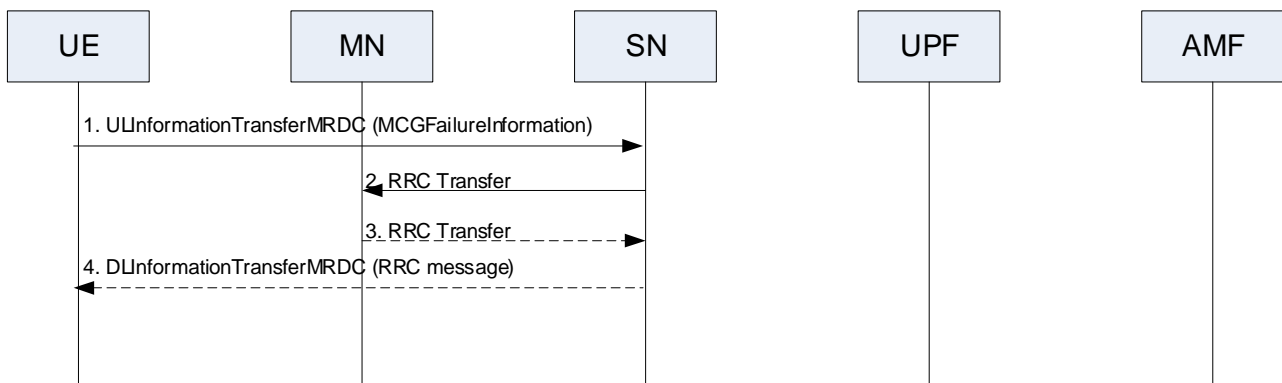 UE
MN
SN
UPF
AMF
1. ULInformationTransferMRDC (MCGFailureInformation)
2. RRC Transfer
3. RRC Transfer
4. DLInformationTransferMRDC (RRC message)